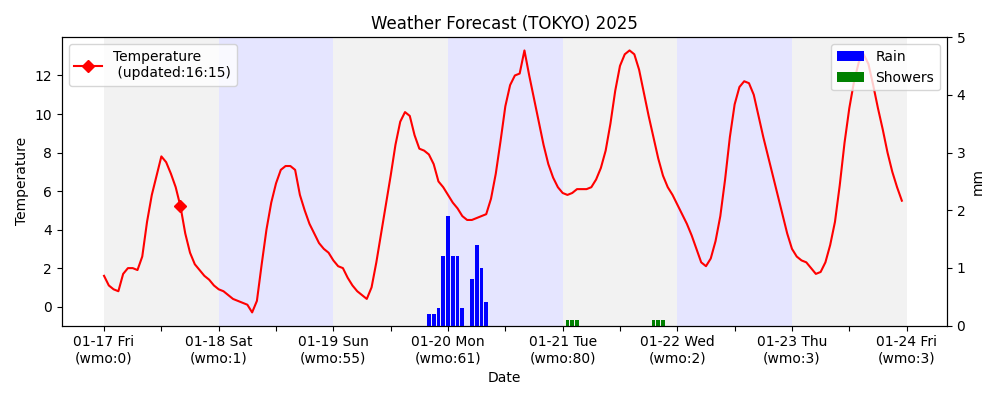 Weather Forecast (TOKYO) 2025
Temperature
(updated:16:15)
Rain
Showers
Temperature
12
10
8
6
4
2
0
5
4
3
2
1
0
mm
01-17 Fri
(wmo:0)
01-18 Sat
(wmo:1)
01-19 Sun
(wmo:55)
01-20 Mon
(wmo:61)
01-21 Tue
(wmo:80)
01-22 Wed
(wmo:2)
01-23 Thu
(wmo:3)
01-24 Fri
(wmo:3)
Date